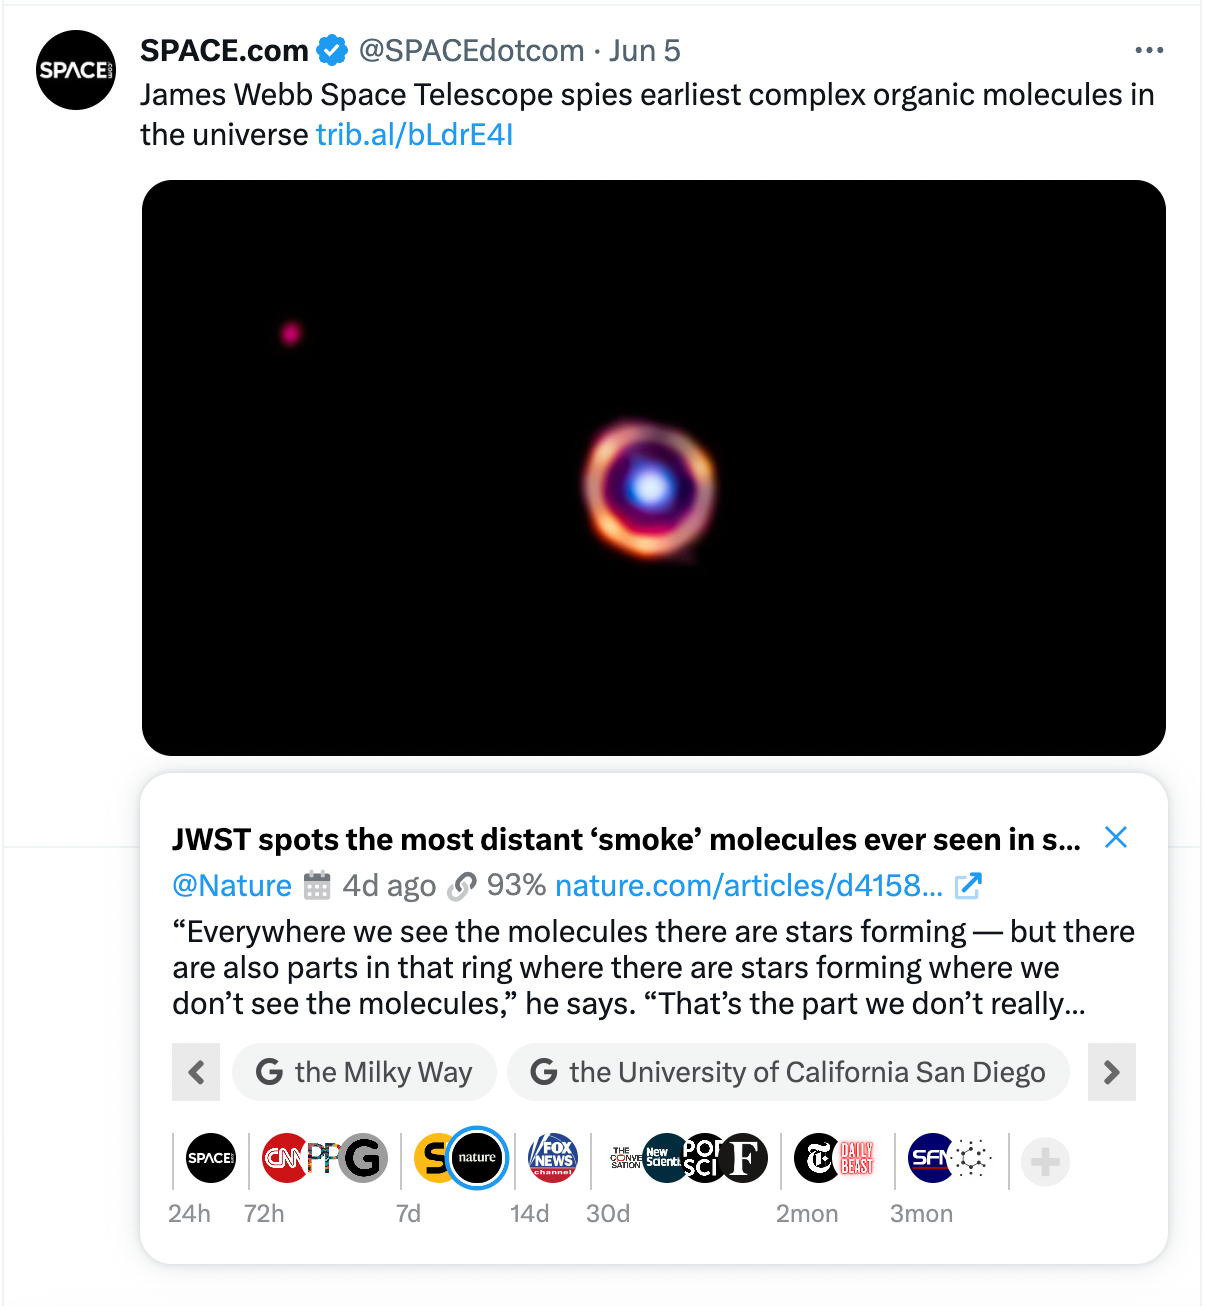 SPACE.com @SPACEdotcom · Jun 5
SPACE
James Webb Space Telescope spies earliest complex organic molecules in
the universe trib.al/bLdrE4I
JWST spots the most distant ‘smoke’ molecules ever seen in s...
@Nature 4d ago 93% nature.com/articles/d4158...
“Everywhere we see the molecules there are stars forming — but there
are also parts in that ring where there are stars forming where we
don’t see the molecules,” he says. “That’s the part we don’t really...
G the Milky Way G the University of California San Diego
SPACE CNN PP G S nature FOX NEWS channel THE CONVE SATION New Scienti POP SCI F T DAILY BEAST SFN
24h 72h 7d 14d 30d 2mon 3mon